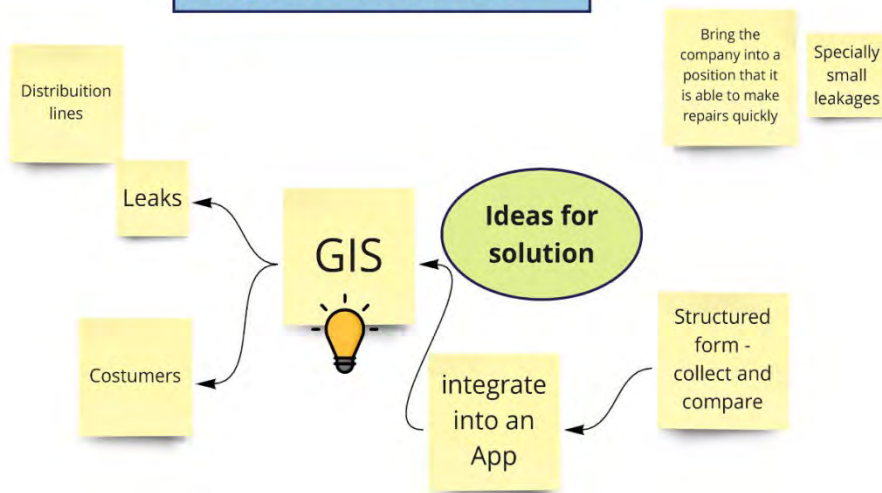 Bring the
company into a
position that it
is able to make
repairs quickly
Specially
small
leakages
Distribuition
lines
Leaks
GIS
Ideas for
solution
Costumers
integrate
into an
App
Structured
form -
collect and
compare